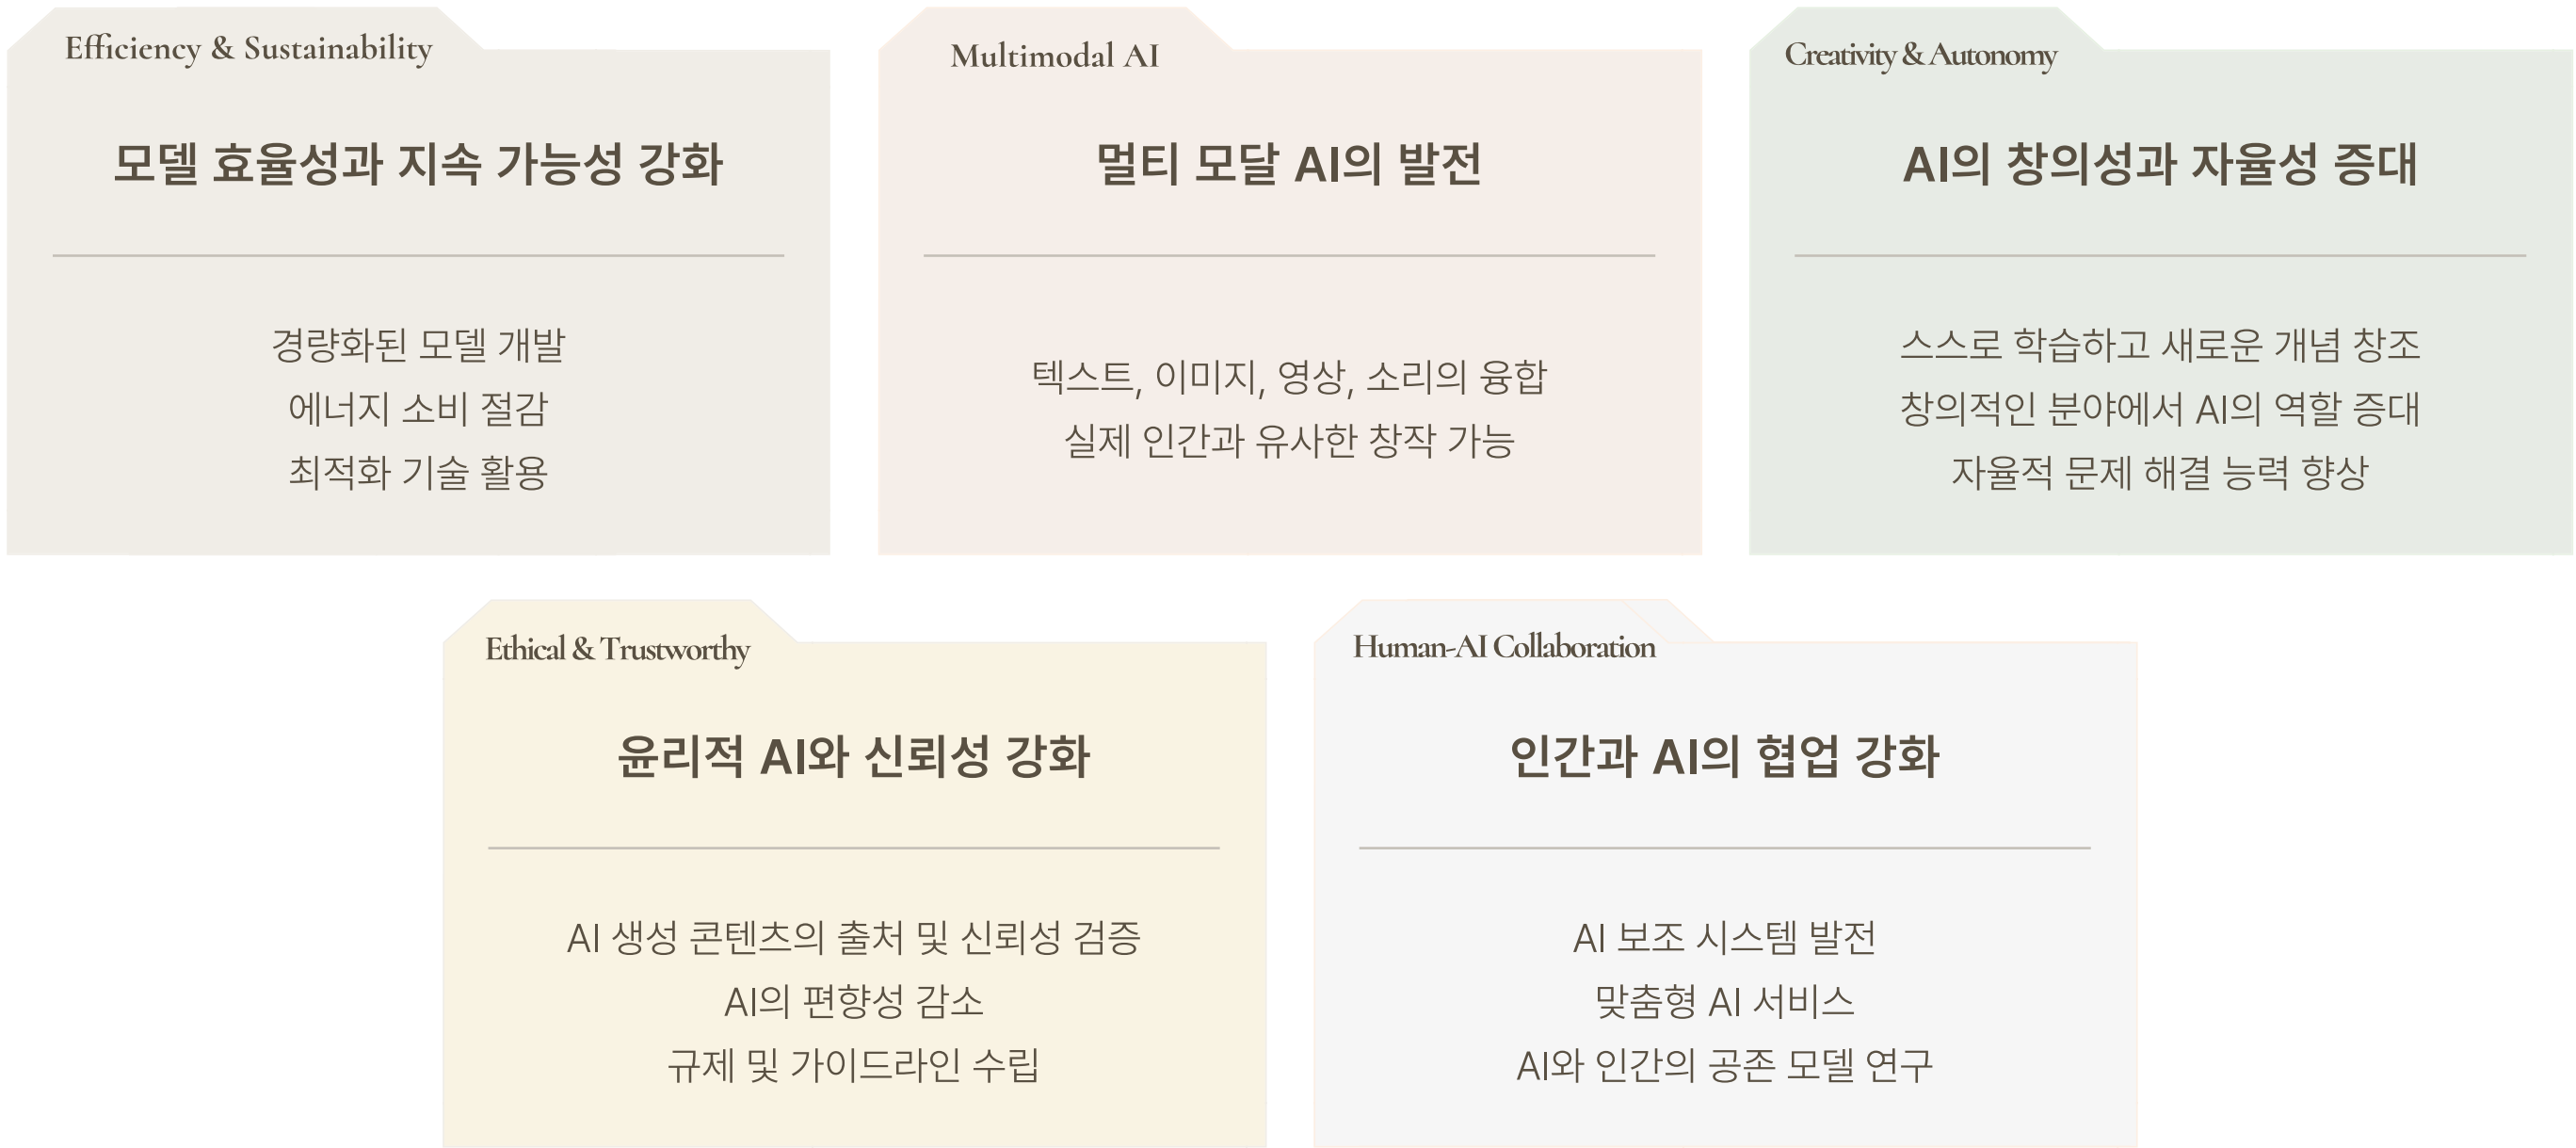 Efficiency & Sustainability
모델 효율성과 지속 가능성 강화
경량화된 모델 개발
에너지 소비 절감
최적화 기술 활용
Multimodal AI
멀티 모달 AI의 발전
텍스트, 이미지, 영상, 소리의 융합
실제 인간과 유사한 창작 가능
Creativity & Autonomy
AI의 창의성과 자율성 증대
스스로 학습하고 새로운 개념 창조
창의적인 분야에서 AI의 역할 증대
자율적 문제 해결 능력 향상
Ethical & Trustworthy
윤리적 AI와 신뢰성 강화
AI 생성 콘텐츠의 출처 및 신뢰성 검증
AI의 편향성 감소
규제 및 가이드라인 수립
Human-AI Collaboration
인간과 AI의 협업 강화
AI 보조 시스템 발전
맞춤형 AI 서비스
AI와 인간의 공존 모델 연구